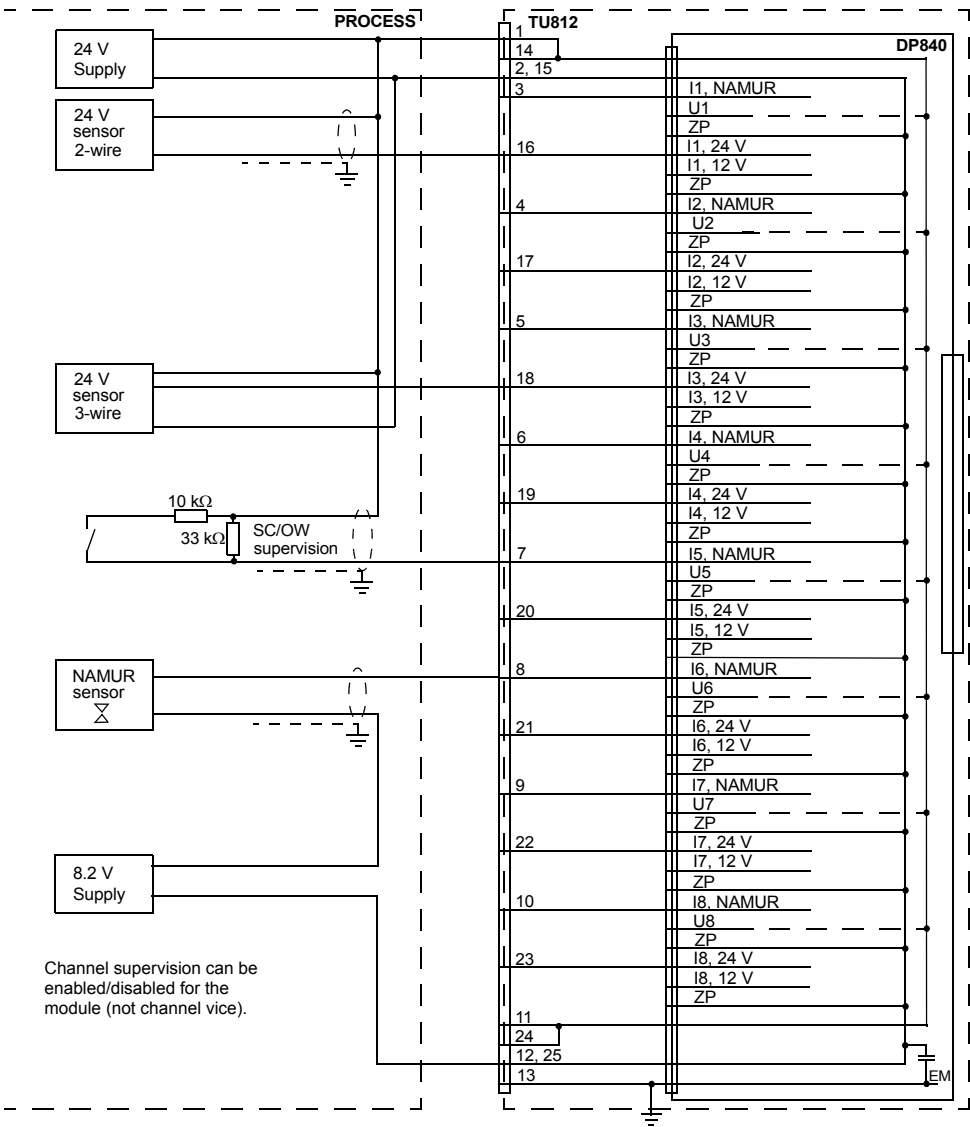 PROCESS
TU812
DP840
24 V
Supply
24 V
sensor
2-wire
24 V
sensor
3-wire
10 kΩ
33 kΩ
SC/OW
supervision
NAMUR
sensor
8.2 V
Supply
Channel supervision can be
enabled/disabled for the
module (not channel vice).
1
14
2, 15
3
16
4
17
5
18
6
19
7
20
8
21
9
22
10
23
11
24
12, 25
13
I1, NAMUR
U1
ZP
I1, 24 V
I1, 12 V
ZP
I2, NAMUR
U2
ZP
I2, 24 V
I2, 12 V
ZP
I3, NAMUR
U3
ZP
I3, 24 V
I3, 12 V
ZP
I4, NAMUR
U4
ZP
I4, 24 V
I4, 12 V
ZP
I5, NAMUR
U5
ZP
I5, 24 V
I5, 12 V
ZP
I6, NAMUR
U6
ZP
I6, 24 V
I6, 12 V
ZP
I7, NAMUR
U7
ZP
I7, 24 V
I7, 12 V
ZP
I8, NAMUR
U8
ZP
I8, 24 V
I8, 12 V
ZP
EM